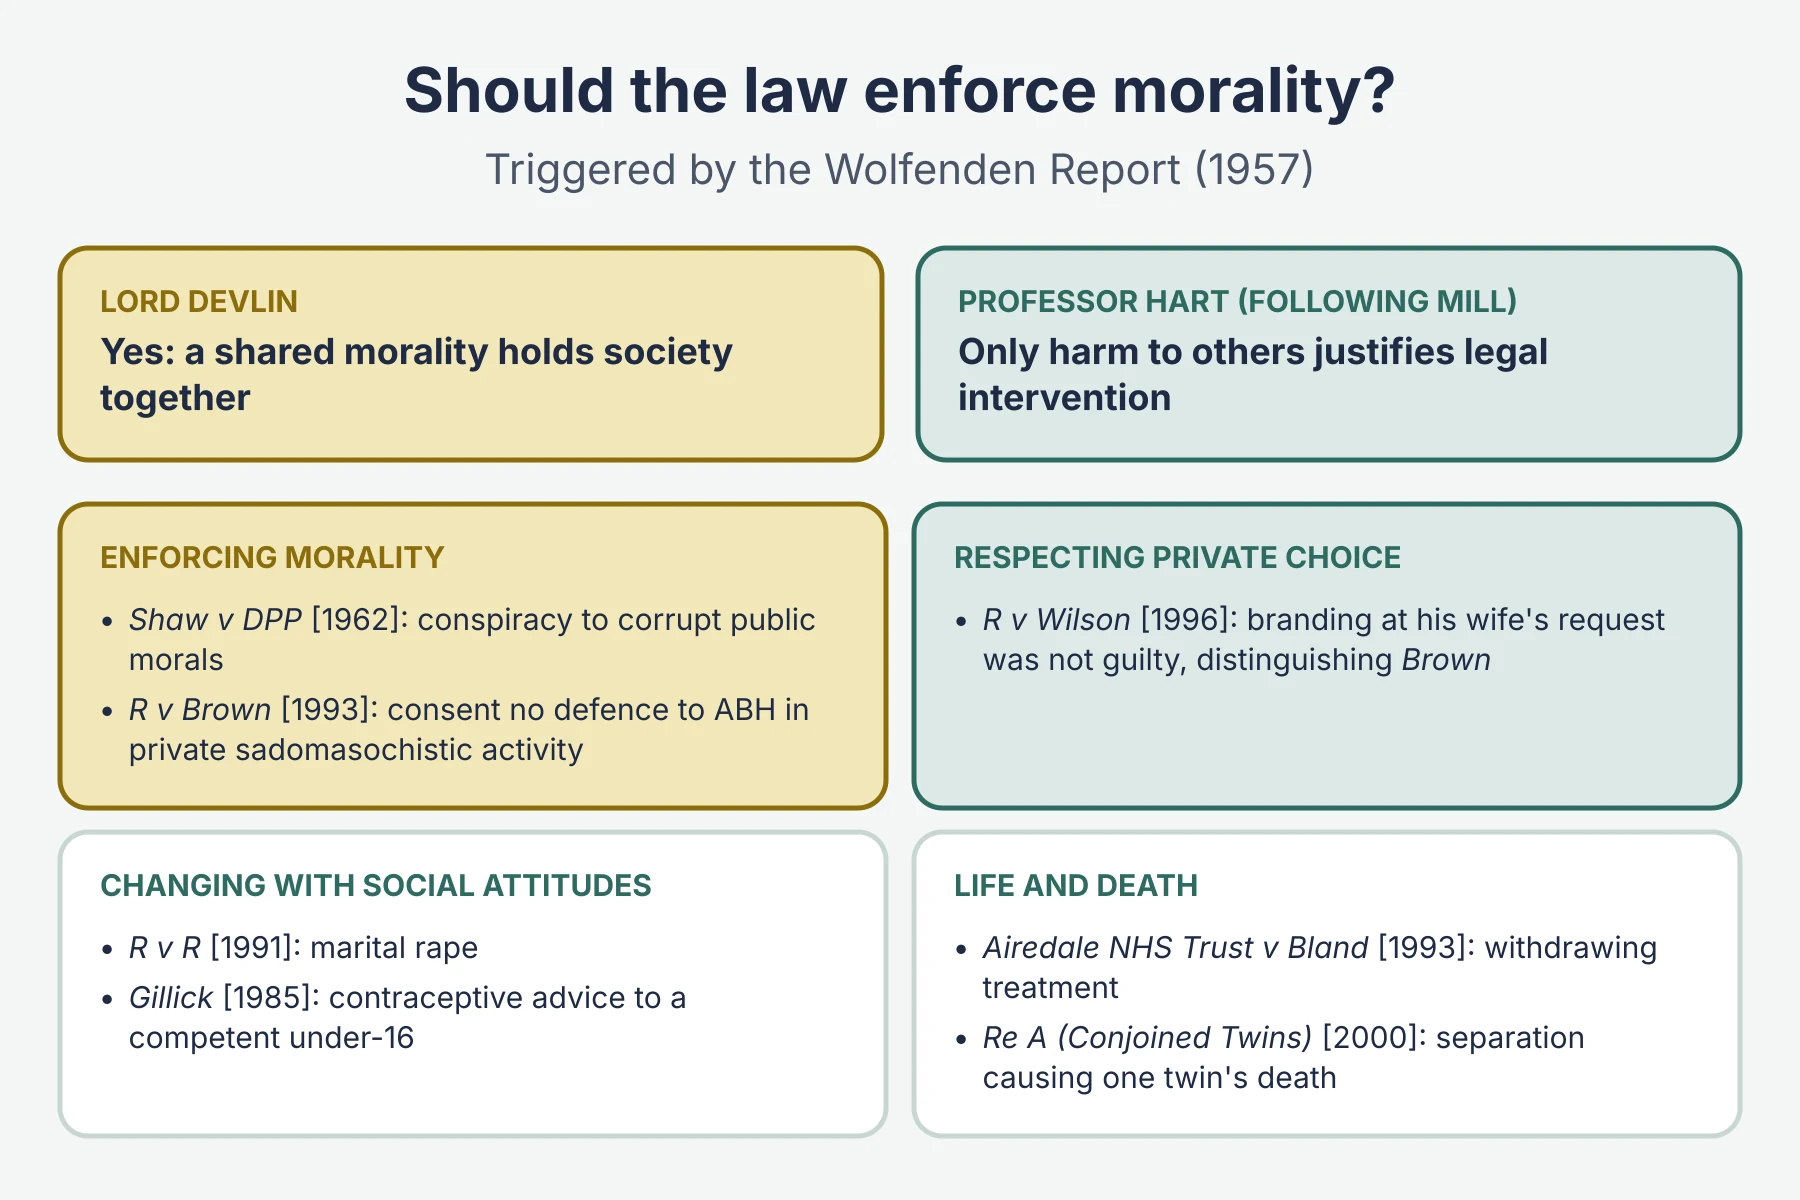 Should the law enforce morality?
Triggered by the Wolfenden Report (1957)
LORD DEVLIN
Yes: a shared morality holds society
together
PROFESSOR HART (FOLLOWING MILL)
Only harm to others justifies legal
intervention
ENFORCING MORALITY
• Shaw v DPP [1962]: conspiracy to corrupt public
morals
• R v Brown [1993]: consent no defence to ABH in
private sadomasochistic activity
RESPECTING PRIVATE CHOICE
• R v Wilson [1996]: branding at his wife's request
was not guilty, distinguishing Brown
CHANGING WITH SOCIAL ATTITUDES
• R v R [1991]: marital rape
• Gillick [1985]: contraceptive advice to a
competent under-16
LIFE AND DEATH
• Airedale NHS Trust v Bland [1993]: withdrawing
treatment
• Re A (Conjoined Twins) [2000]: separation
causing one twin's death